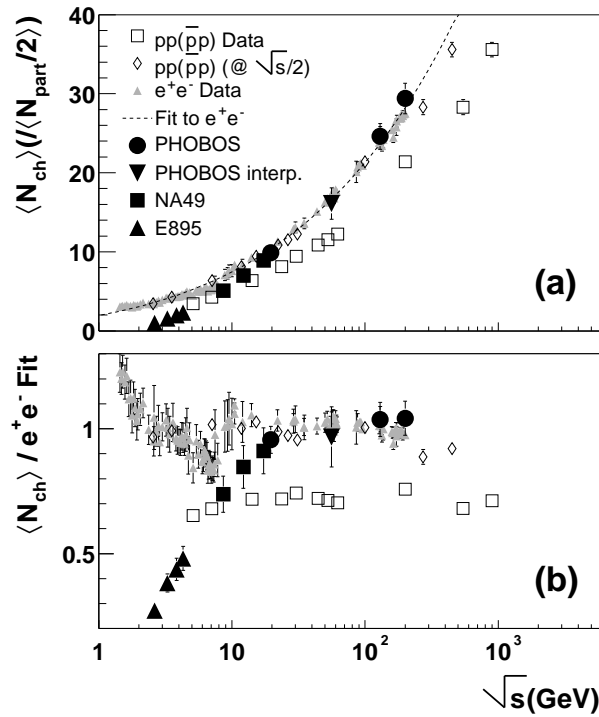 ⟨N_ch⟩(/⟨N_part/2⟩)
40
30
20
10
0
pp(p̅p) Data
pp(p̅p) (@ √s/2)
e⁺e⁻ Data
Fit to e⁺e⁻
PHOBOS
PHOBOS interp.
NA49
E895
(a)
⟨N_ch⟩ / e⁺e⁻ Fit
1
0.5
(b)
1 10 10² 10³
√s(GeV)